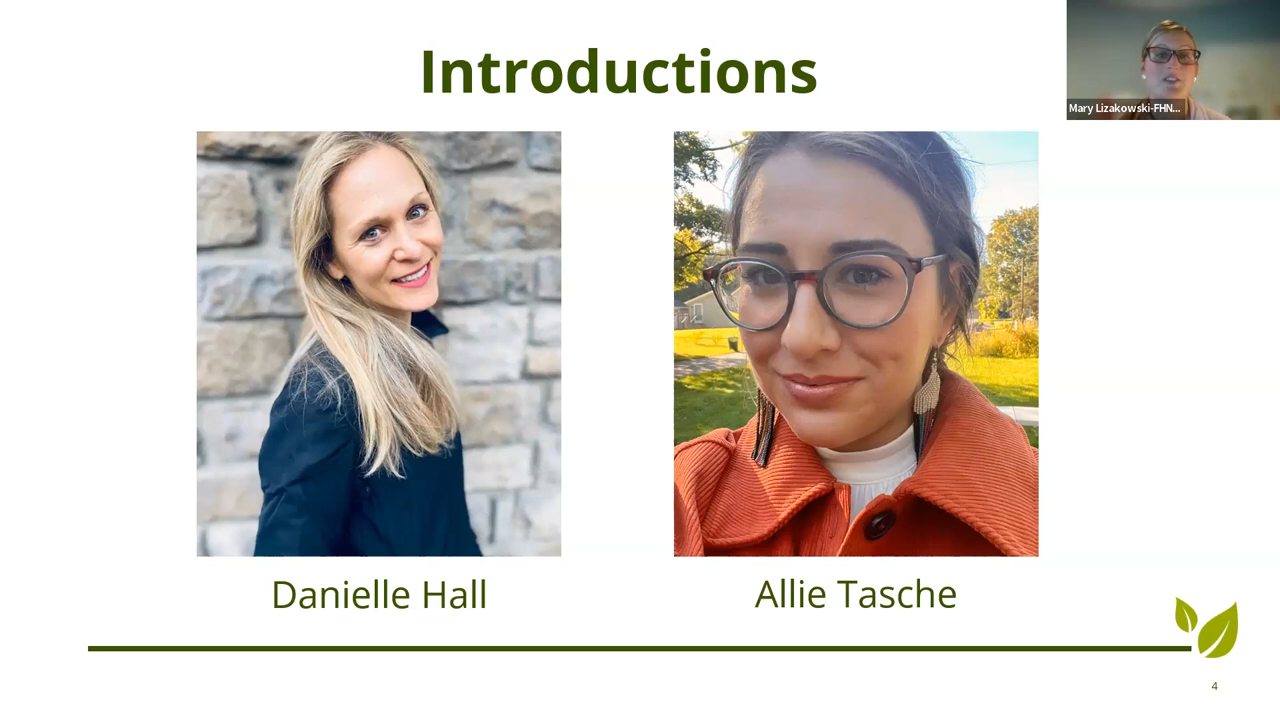 Introductions
Mary Lizakowski-FHN...
Danielle Hall
Allie Tasche
4